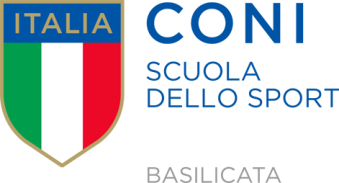 ITALIA
CONI
SCUOLA
DELLO SPORT
BASILICATA